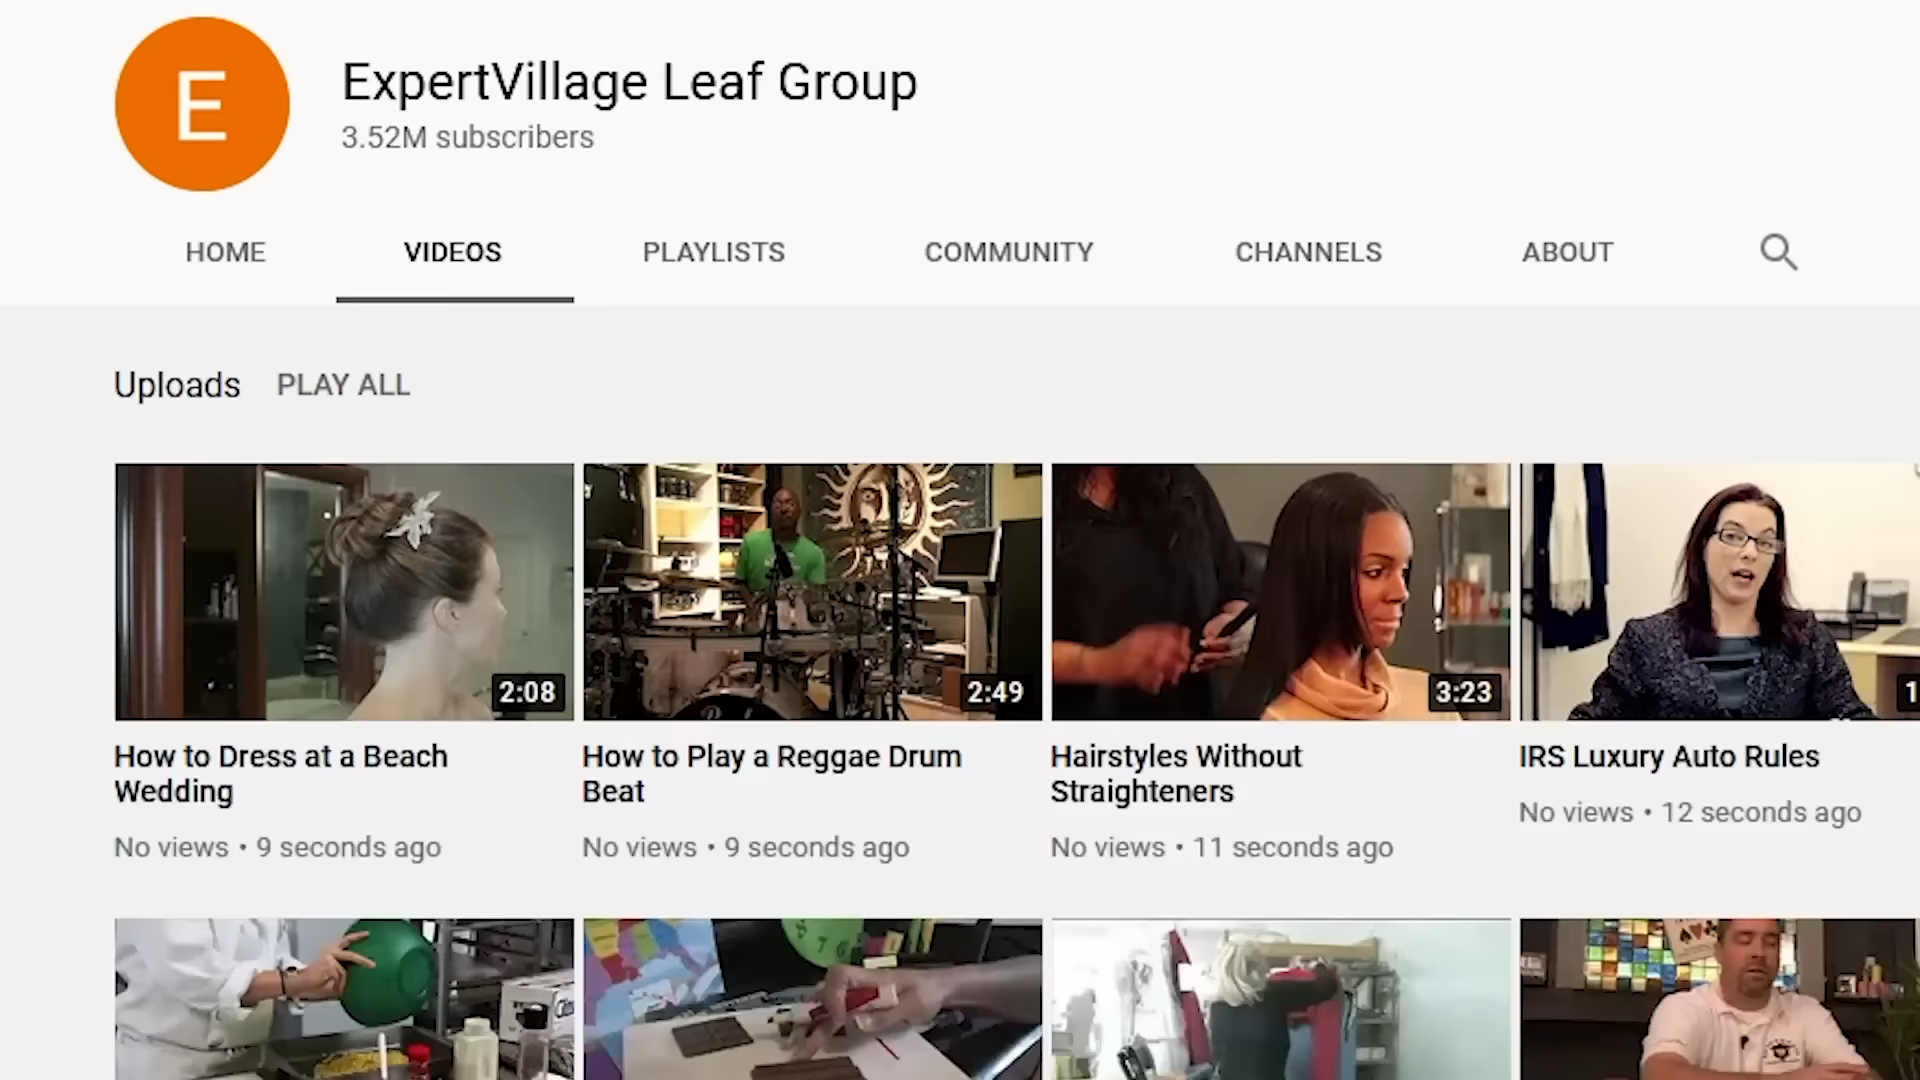 E
ExpertVillage Leaf Group
3.52M subscribers
HOME
VIDEOS
PLAYLISTS
COMMUNITY
CHANNELS
ABOUT
Uploads PLAY ALL
2:08
2:49
3:23
1
How to Dress at a Beach
Wedding
No views • 9 seconds ago
How to Play a Reggae Drum
Beat
No views • 9 seconds ago
Hairstyles Without
Straighteners
No views • 11 seconds ago
IRS Luxury Auto Rules
No views • 12 seconds ago